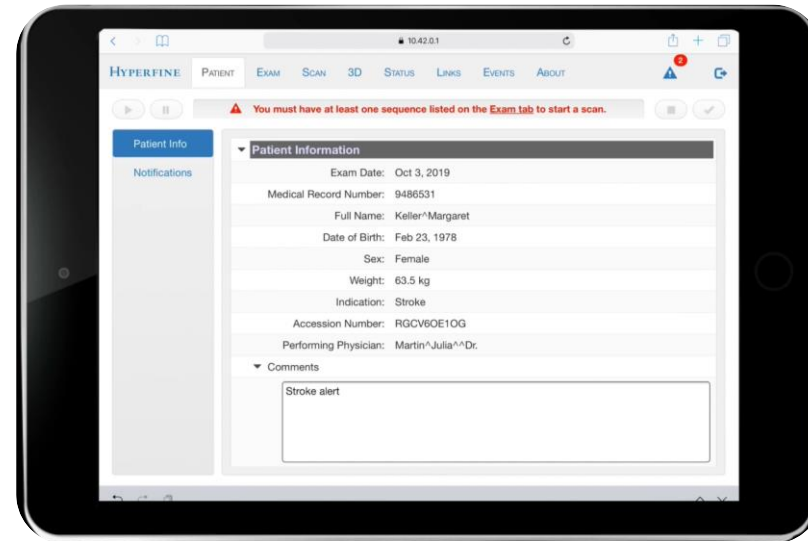 10.42.0.1
HYPERFINE PATIENT EXAM SCAN 3D STATUS LINKS EVENTS ABOUT 2
You must have at least one sequence listed on the Exam tab to start a scan.
Patient Info
Notifications
Patient Information
Exam Date: Oct 3, 2019
Medical Record Number: 9486531
Full Name: Keller^Margaret
Date of Birth: Feb 23, 1978
Sex: Female
Weight: 63.5 kg
Indication: Stroke
Accession Number: RGCV6OE1OG
Performing Physician: Martin^Julia^^Dr.
Comments
Stroke alert